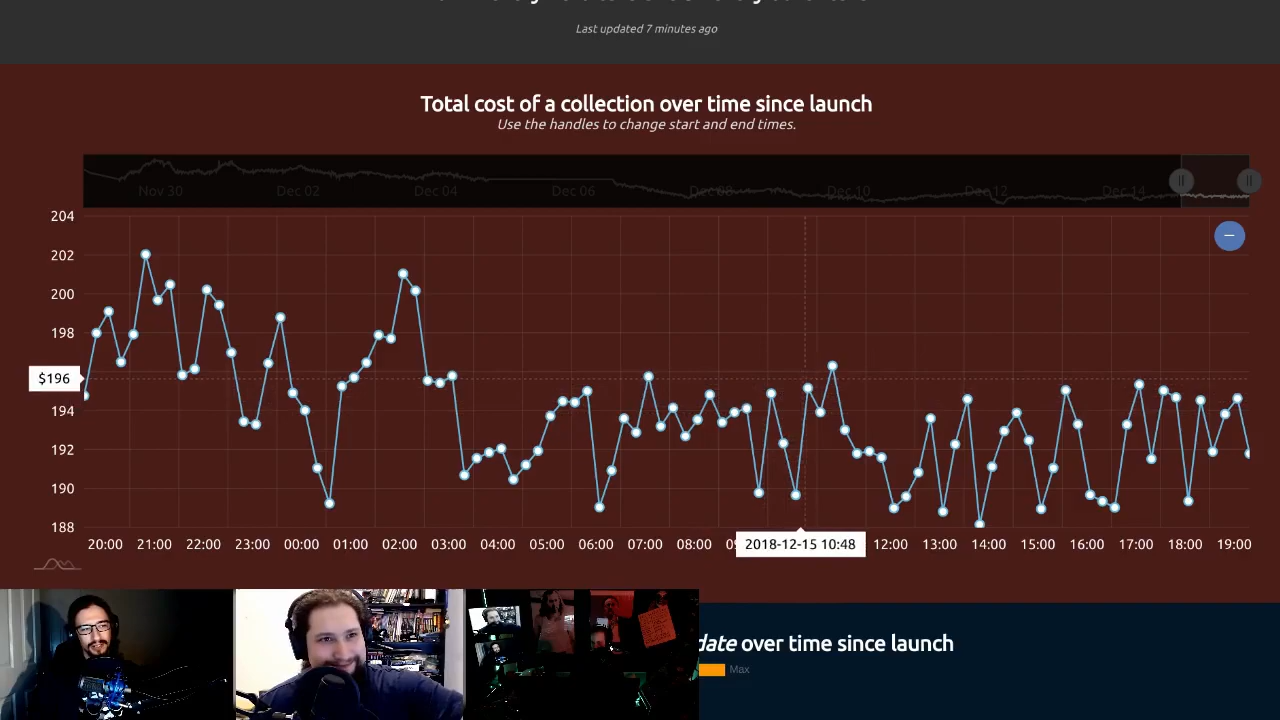 Last updated 7 minutes ago
Total cost of a collection over time since launch
Use the handles to change start and end times.
Nov 30 Dec 02 Dec 04 Dec 06 Dec 08 Dec 10 Dec 12 Dec 14
204
202
200
198
$196
194
192
190
188
20:00 21:00 22:00 23:00 00:00 01:00 02:00 03:00 04:00 05:00 06:00 07:00 08:00 2018-12-15 10:48 12:00 13:00 14:00 15:00 16:00 17:00 18:00 19:00
date over time since launch
Max